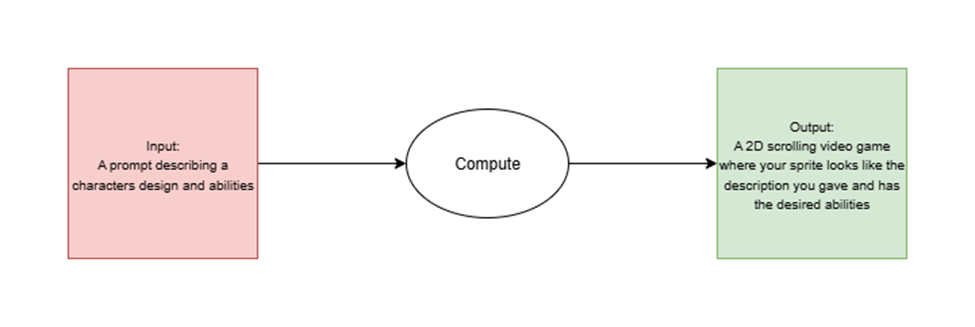 Input:
A prompt describing a
characters design and abilities
Compute
Output:
A 2D scrolling video game
where your sprite looks like the
description you gave and has
the desired abilities